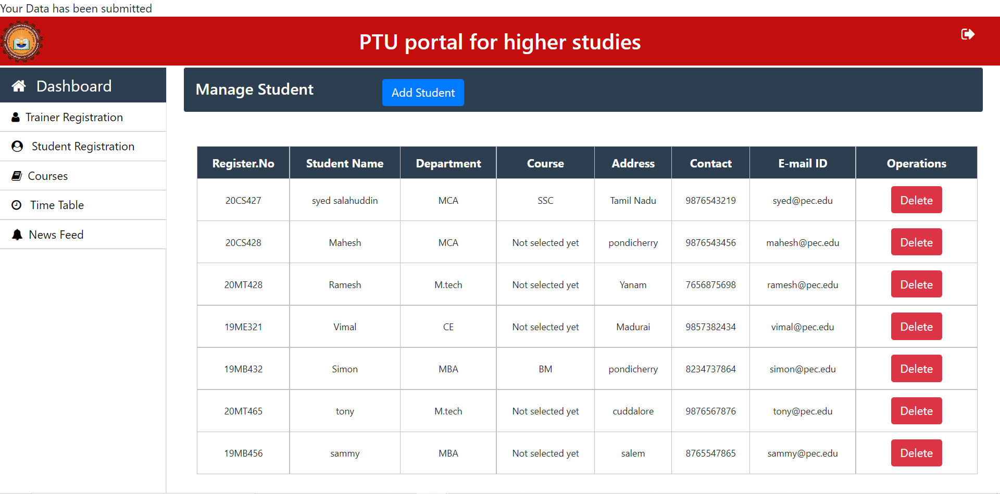 Your Data has been submitted
PTU portal for higher studies
Dashboard
Trainer Registration
Student Registration
Courses
Time Table
News Feed
Manage Student Add Student
Register.No Student Name Department Course Address Contact E-mail ID Operations
20CS427 syed salahuddin MCA SSC Tamil Nadu 9876543219 syed@pec.edu Delete
20CS428 Mahesh MCA Not selected yet pondicherry 9876543456 mahesh@pec.edu Delete
20MT428 Ramesh M.tech Not selected yet Yanam 7656875698 ramesh@pec.edu Delete
19ME321 Vimal CE Not selected yet Madurai 9857382434 vimal@pec.edu Delete
19MB432 Simon MBA BM pondicherry 8234737864 simon@pec.edu Delete
20MT465 tony M.tech Not selected yet cuddalore 9876567876 tony@pec.edu Delete
19MB456 sammy MBA Not selected yet salem 8765547865 sammy@pec.edu Delete